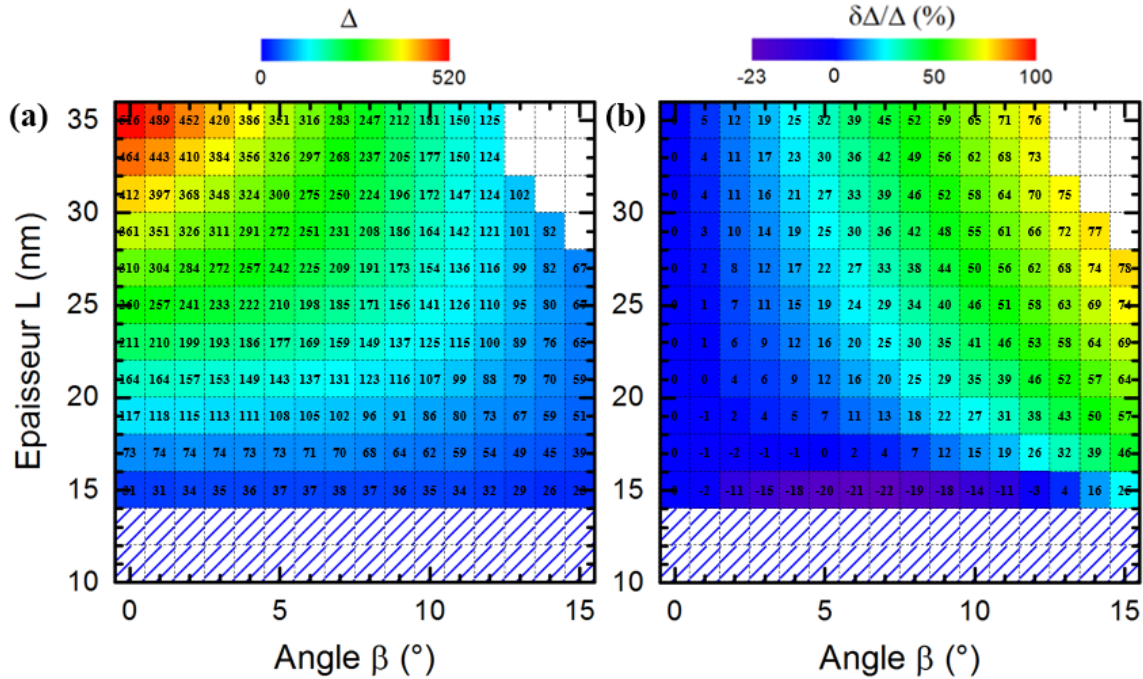 Δ
0 520
(a)
35 516 489 452 420 386 351 316 283 247 212 181 150 125
464 443 410 384 356 326 297 268 237 205 177 150 124
412 397 368 348 324 300 275 250 224 196 172 147 124 102
30
361 351 326 311 291 272 251 231 208 186 164 142 121 101 82
310 304 284 272 257 242 225 209 191 173 154 136 116 99 82 67
25 260 257 241 233 222 210 198 185 171 156 141 126 110 95 80 67
211 210 199 193 186 177 169 159 149 137 125 115 100 89 76 65
164 164 157 153 149 143 137 131 123 116 107 99 88 79 70 59
20
117 118 115 113 111 108 105 102 96 91 86 80 73 67 59 51
73 74 74 74 73 73 71 70 68 64 62 59 54 49 45 39
15 31 31 34 35 36 37 37 38 37 36 35 34 32 29 26
10
0 5 10 15
Epaisseur L (nm)
Angle β (°)
δΔ/Δ (%)
-23 0 50 100
(b)
35 0 5 12 19 25 32 39 45 52 59 65 71 76
0 4 11 17 23 30 36 42 49 56 62 68 73
0 4 11 16 21 27 33 39 46 52 58 64 70 75
30
0 3 10 14 19 25 30 36 42 48 55 61 66 72 77
0 2 8 12 17 22 27 33 38 44 50 56 62 68 74 78
25 0 1 7 11 15 19 24 29 34 40 46 51 58 63 69 74
0 1 6 9 12 16 20 25 30 35 41 46 53 58 64 69
0 0 4 6 9 12 16 20 25 29 35 39 46 52 57 64
20
0 -1 2 4 5 7 11 13 18 22 27 31 38 43 50 57
0 -1 -2 -1 -1 0 2 4 7 12 15 19 26 32 39 46
15 0 -2 -11 -15 -18 -20 -21 -22 -19 -18 -14 -11 -3 4 16
10
0 5 10 15
Angle β (°)